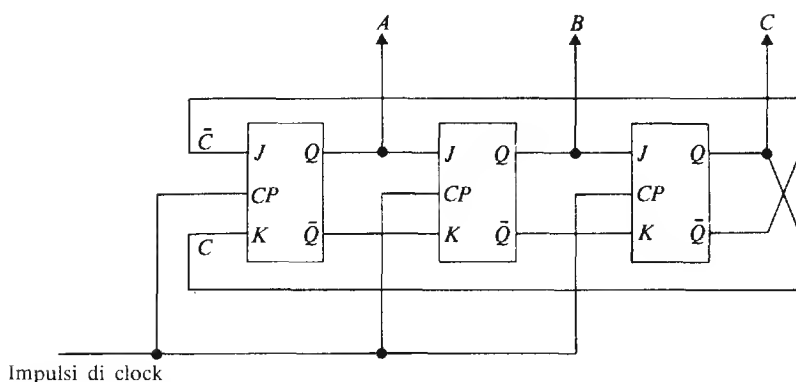 A B C
C̄ J Q J Q J Q
CP CP CP
C K Q̄ K Q̄ K Q̄
Impulsi di clock